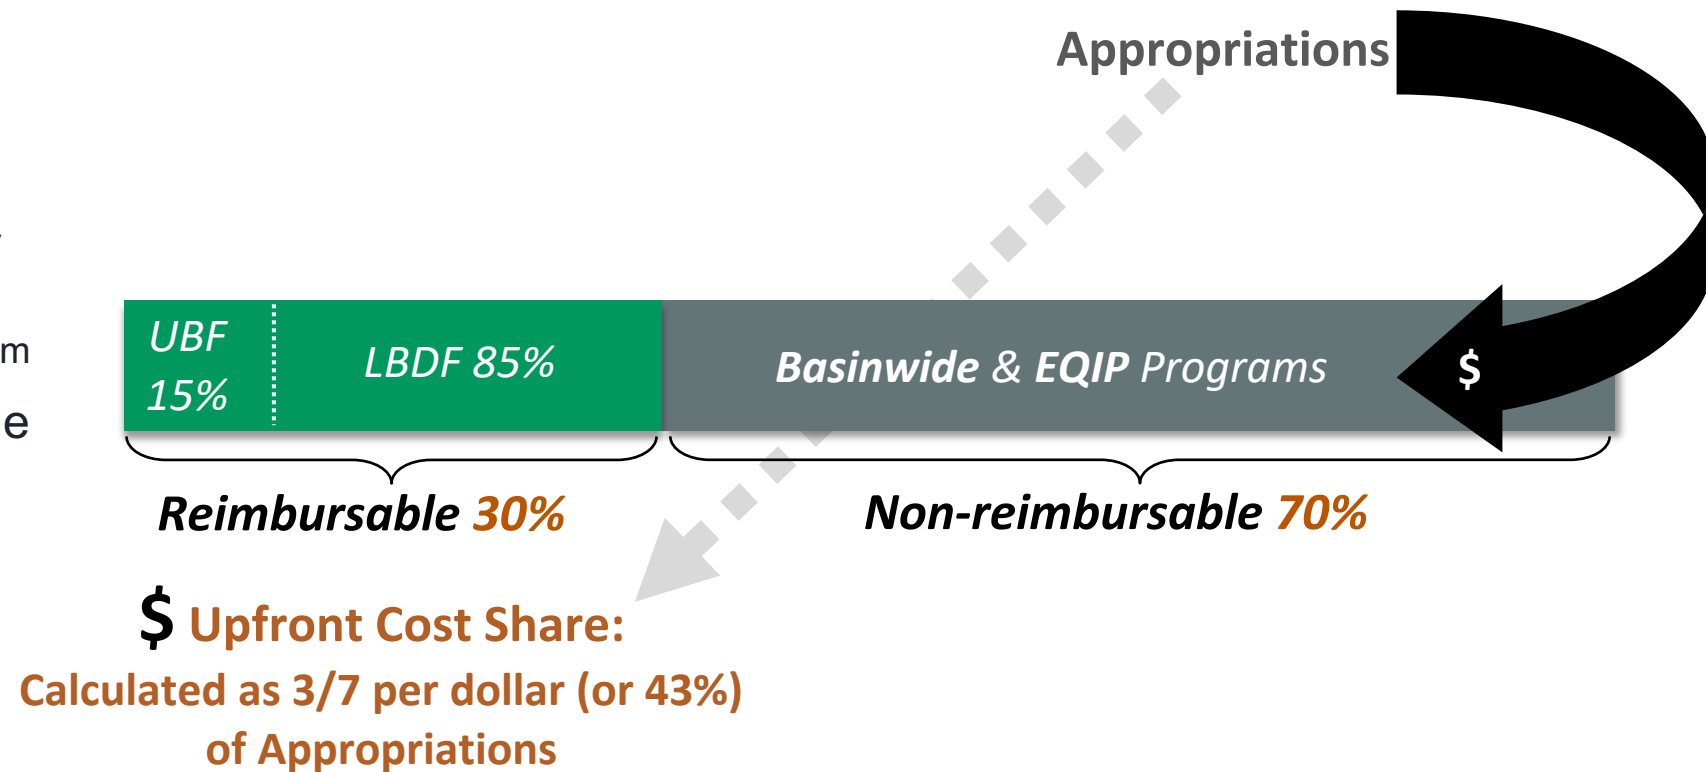 Appropriations
m
e
UBF
15%
LBDF 85%
Basinwide & EQIP Programs
$
Reimbursable 30%
Non-reimbursable 70%
$ Upfront Cost Share:
Calculated as 3/7 per dollar (or 43%)
of Appropriations